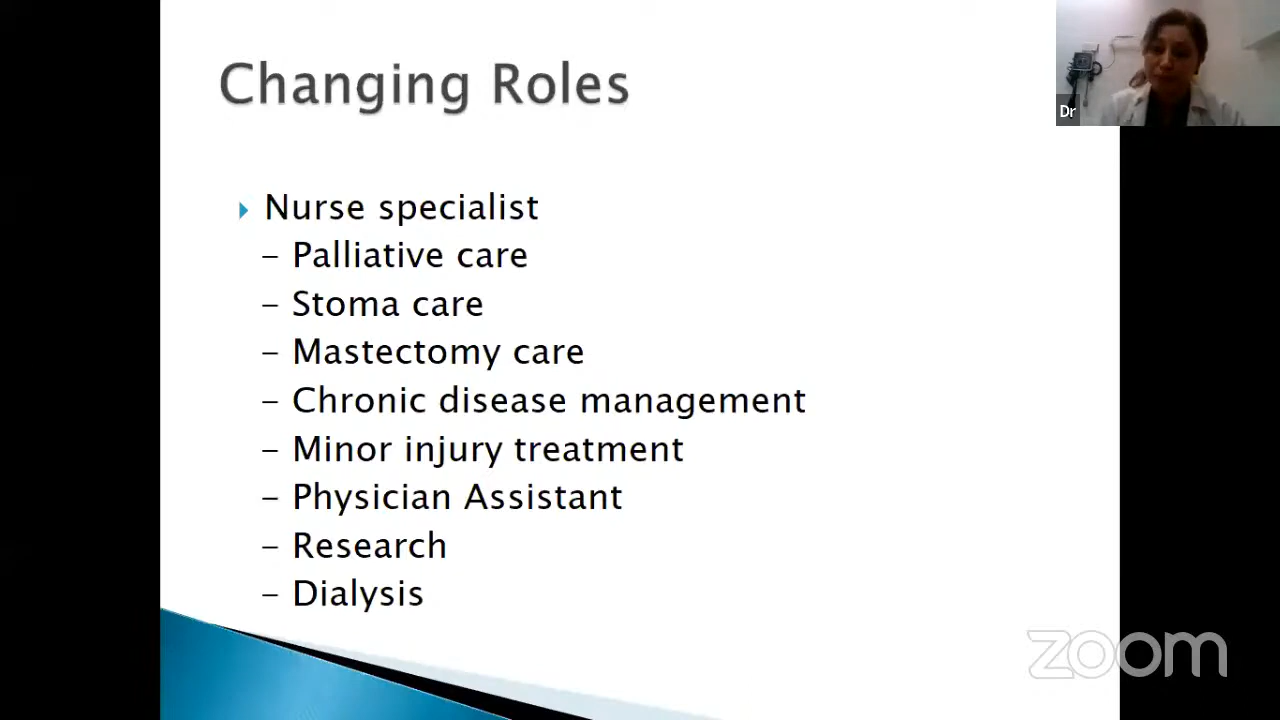 Changing Roles
Nurse specialist
– Palliative care
– Stoma care
– Mastectomy care
– Chronic disease management
– Minor injury treatment
– Physician Assistant
– Research
– Dialysis
Dr
zoom